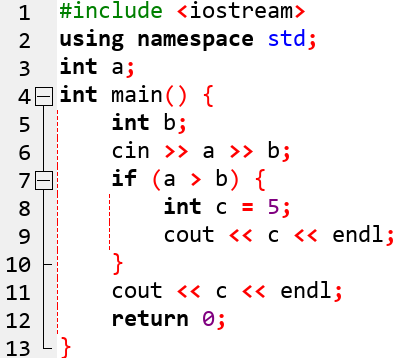 1 #include <iostream>
2 using namespace std;
3 int a;
4 int main() {
5     int b;
6     cin >> a >> b;
7     if (a > b) {
8         int c = 5;
9         cout << c << endl;
10     }
11     cout << c << endl;
12     return 0;
13 }